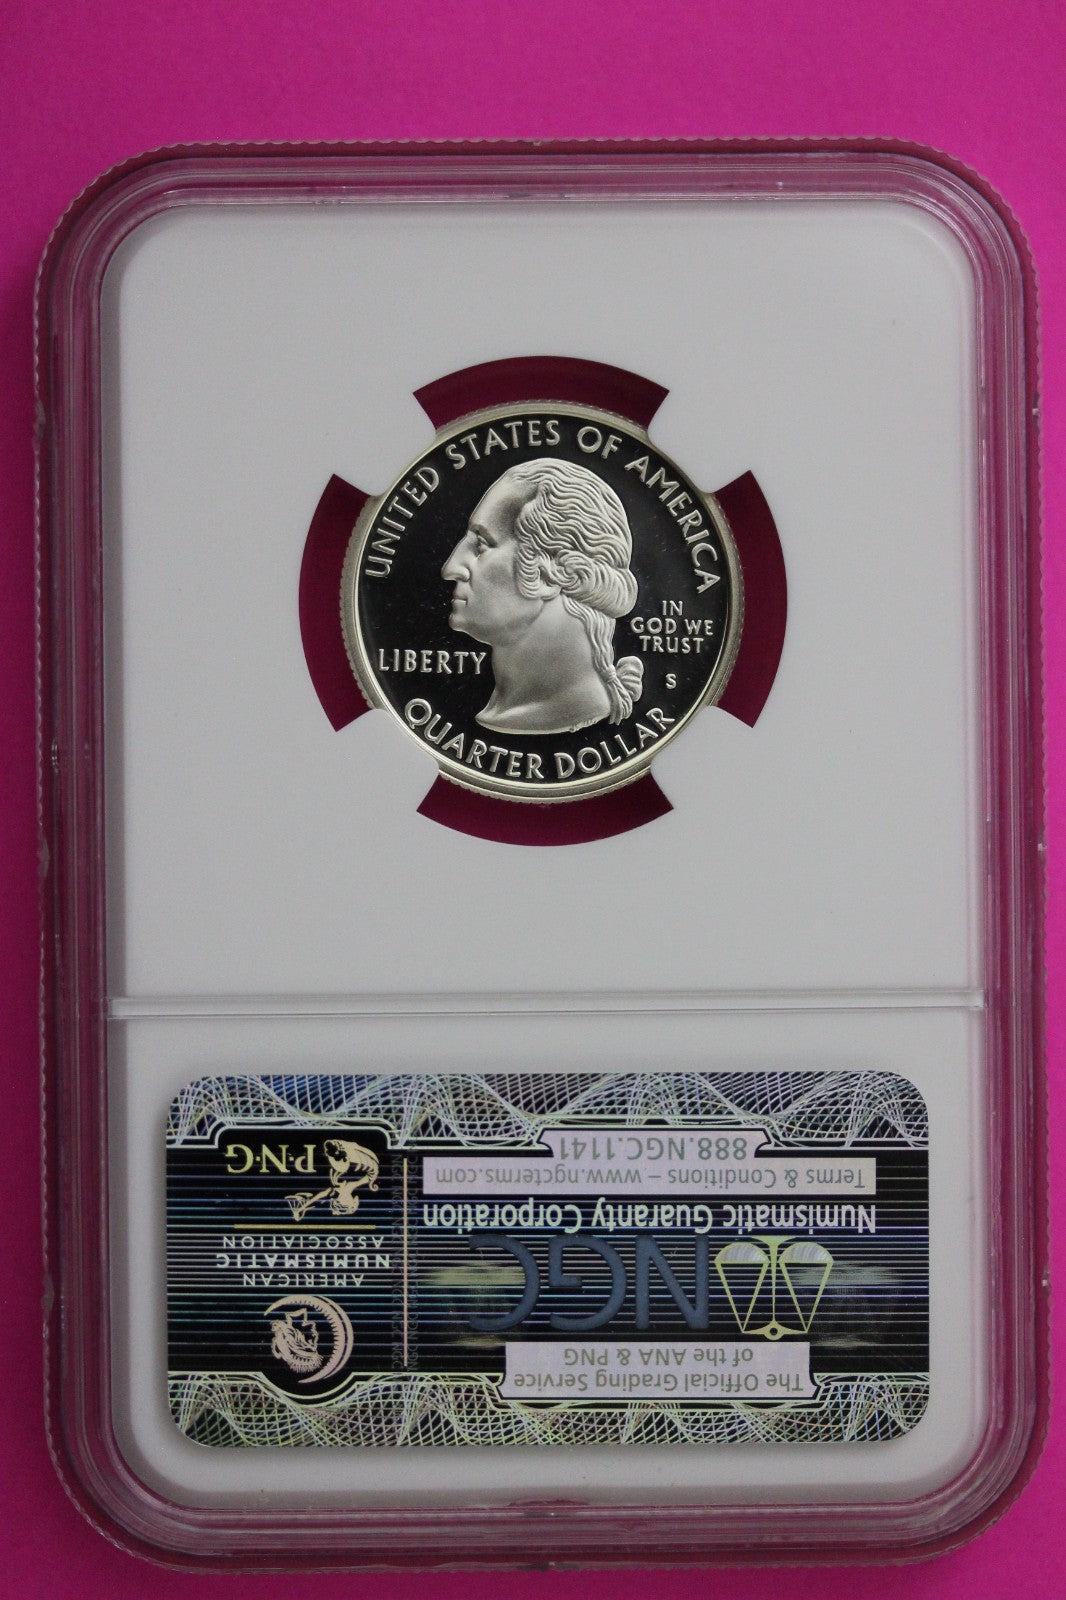 UNITED STATES OF AMERICA
IN
GOD WE
TRUST
LIBERTY
S
QUARTER DOLLAR
The Official Grading Service
of the ANA & PNG
NGC
Numismatic Guaranty Corporation
Terms & Conditions – www.ngcterms.com
888.NGC.1141
AMERICAN
NUMISMATIC
ASSOCIATION
P·N·G